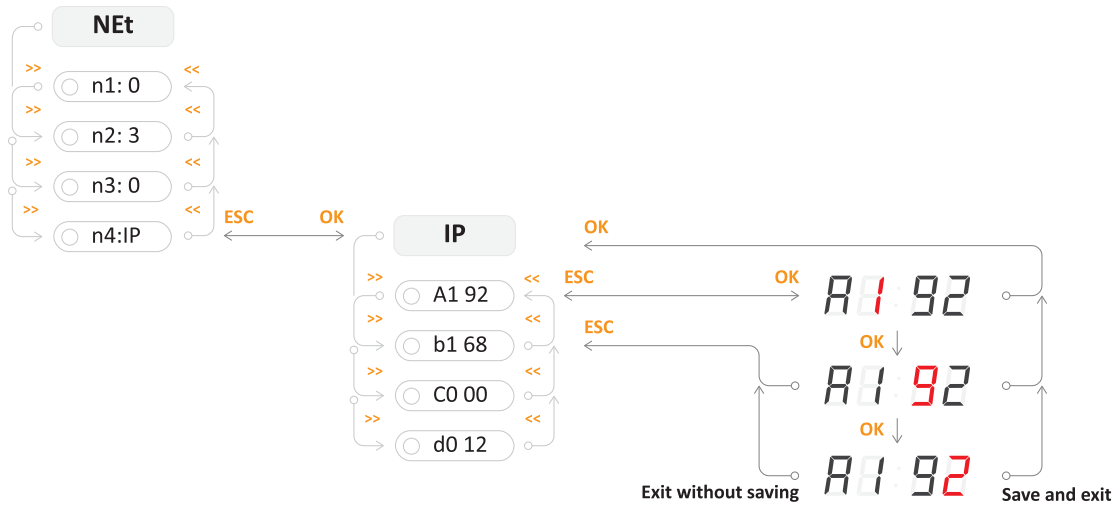 NEt
>> <<
n1: 0
>> <<
n2: 3
>> <<
n3: 0
>> <<
n4:IP
ESC OK
IP
>> <<
A1 92
>> <<
b1 68
>> <<
C0 00
>> <<
d0 12
OK
ESC OK
A1:92
ESC
OK
A1:92
OK
A1:92
Exit without saving
Save and exit